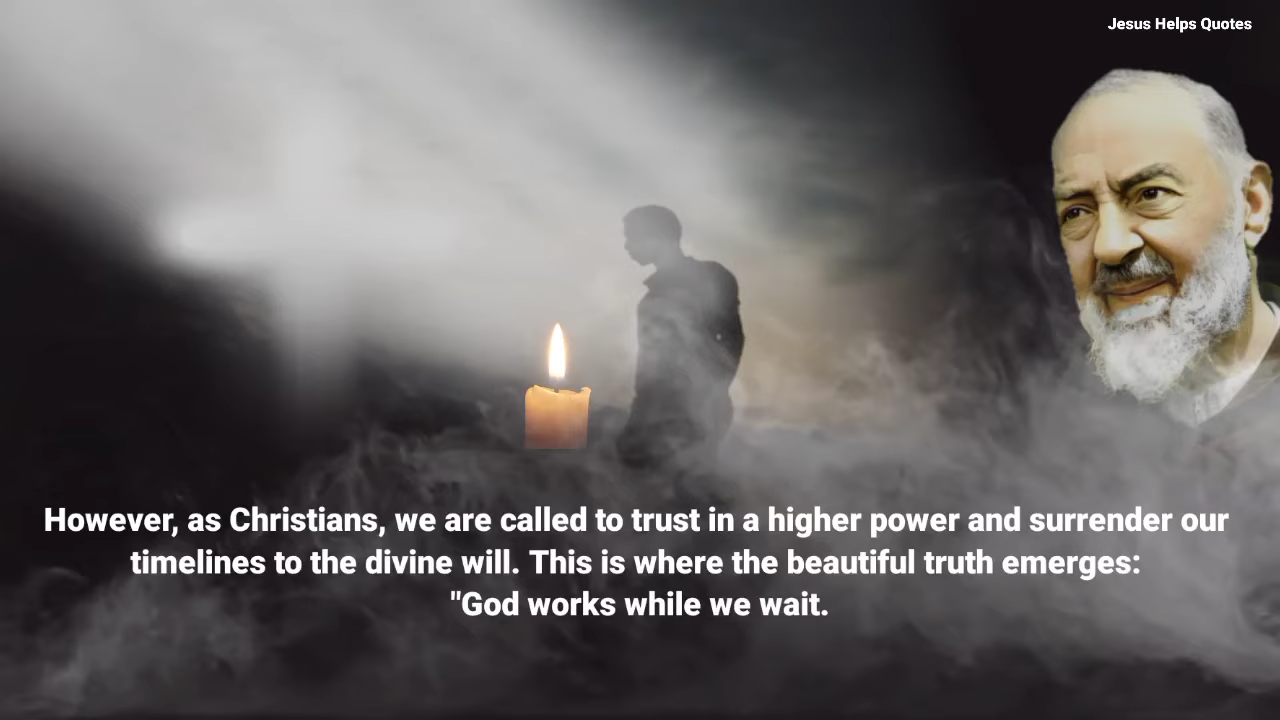 Jesus Helps Quotes
However, as Christians, we are called to trust in a higher power and surrender our
timelines to the divine will. This is where the beautiful truth emerges:
"God works while we wait.